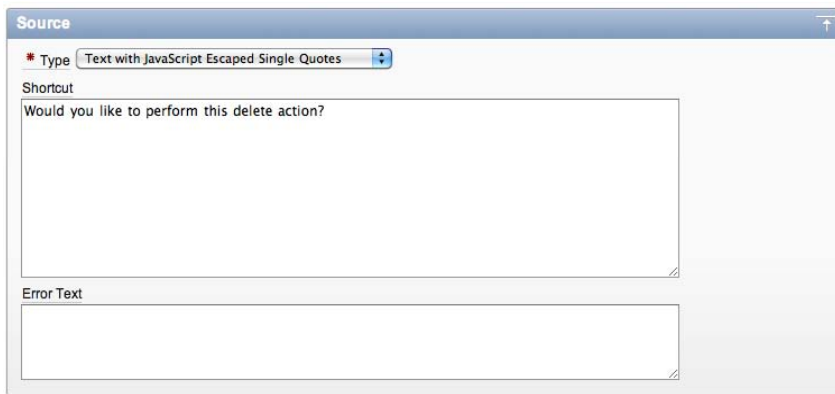 Source
* Type Text with JavaScript Escaped Single Quotes
Shortcut
Would you like to perform this delete action?
Error Text